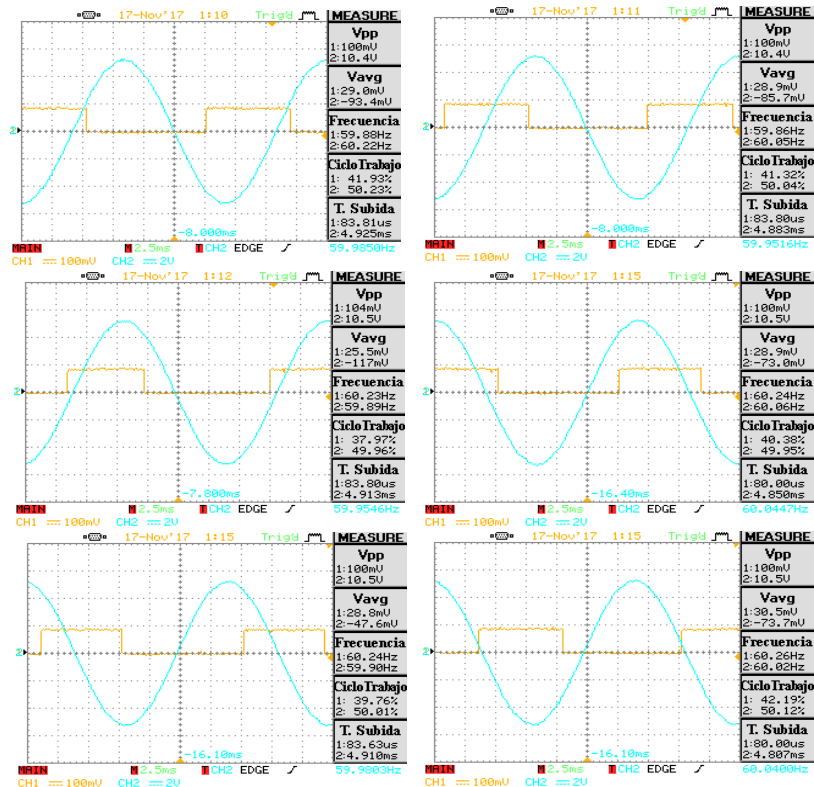 17-Nov'17 1:10 Trig'd MEASURE
Vpp
1:100mV
2:10.4V
Vavg
1:29.0mV
2:-93.4mV
Frecuencia
1:59.88Hz
2:60.22Hz
CicloTrabajo
1: 41.93%
2: 50.23%
T. Subida
1:83.81us
2:4.925ms
2
-8.000ms
MAIN M 2.5ms T CH2 EDGE 59.9850Hz
CH1 100mV CH2 2V
17-Nov'17 1:11 Trig'd MEASURE
Vpp
1:100mV
2:10.4V
Vavg
1:28.9mV
2:-85.7mV
Frecuencia
1:59.86Hz
2:60.05Hz
CicloTrabajo
1: 41.32%
2: 50.04%
T. Subida
1:83.80us
2:4.883ms
2
-8.000ms
MAIN M 2.5ms T CH2 EDGE 59.9516Hz
CH1 100mV CH2 2V
17-Nov'17 1:12 Trig'd MEASURE
Vpp
1:104mV
2:10.5V
Vavg
1:25.5mV
2:-117mV
Frecuencia
1:60.23Hz
2:59.89Hz
CicloTrabajo
1: 37.97%
2: 49.96%
T. Subida
1:83.80us
2:4.913ms
2
-7.800ms
MAIN M 2.5ms T CH2 EDGE 59.9546Hz
CH1 100mV CH2 2V
17-Nov'17 1:15 Trig'd MEASURE
Vpp
1:100mV
2:10.5V
Vavg
1:28.9mV
2:-73.0mV
Frecuencia
1:60.24Hz
2:60.06Hz
CicloTrabajo
1: 40.38%
2: 49.95%
T. Subida
1:80.00us
2:4.850ms
2
-16.40ms
MAIN M 2.5ms T CH2 EDGE 60.0447Hz
CH1 100mV CH2 2V
17-Nov'17 1:15 Trig'd MEASURE
Vpp
1:100mV
2:10.5V
Vavg
1:28.8mV
2:-47.6mV
Frecuencia
1:60.24Hz
2:59.90Hz
CicloTrabajo
1: 39.76%
2: 50.01%
T. Subida
1:83.63us
2:4.910ms
2
-16.10ms
MAIN M 2.5ms T CH2 EDGE 59.9803Hz
CH1 100mV CH2 2V
17-Nov'17 1:15 Trig'd MEASURE
Vpp
1:100mV
2:10.5V
Vavg
1:30.5mV
2:-73.7mV
Frecuencia
1:60.26Hz
2:60.02Hz
CicloTrabajo
1: 42.19%
2: 50.12%
T. Subida
1:80.00us
2:4.807ms
2
-16.10ms
MAIN M 2.5ms T CH2 EDGE 60.0400Hz
CH1 100mV CH2 2V